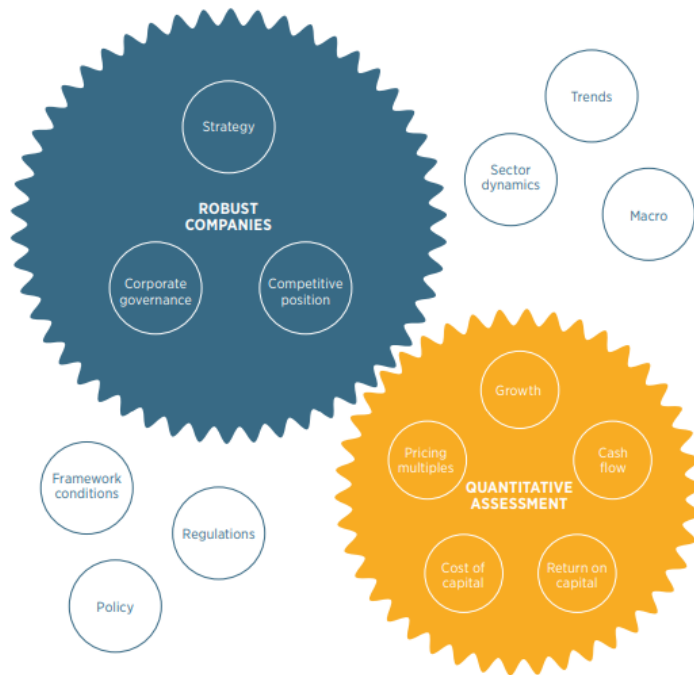 Strategy
ROBUST
COMPANIES
Corporate
governance
Competitive
position
Trends
Sector
dynamics
Macro
Growth
Pricing
multiples
Cash
flow
QUANTITATIVE
ASSESSMENT
Cost of
capital
Return on
capital
Framework
conditions
Regulations
Policy